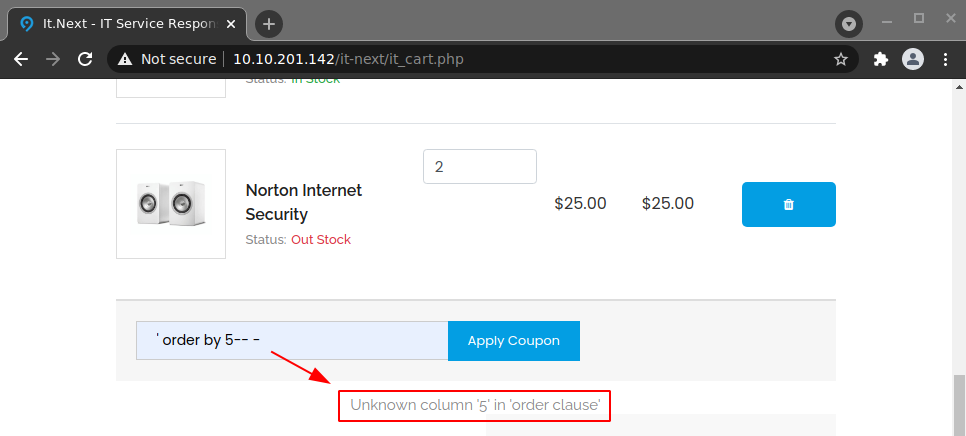 It.Next - IT Service Respon
Not secure | 10.10.201.142/it-next/it_cart.php
Status: In Stock
Norton Internet
Security
Status: Out Stock
2
$25.00
$25.00
' order by 5-- -
Apply Coupon
Unknown column '5' in 'order clause'